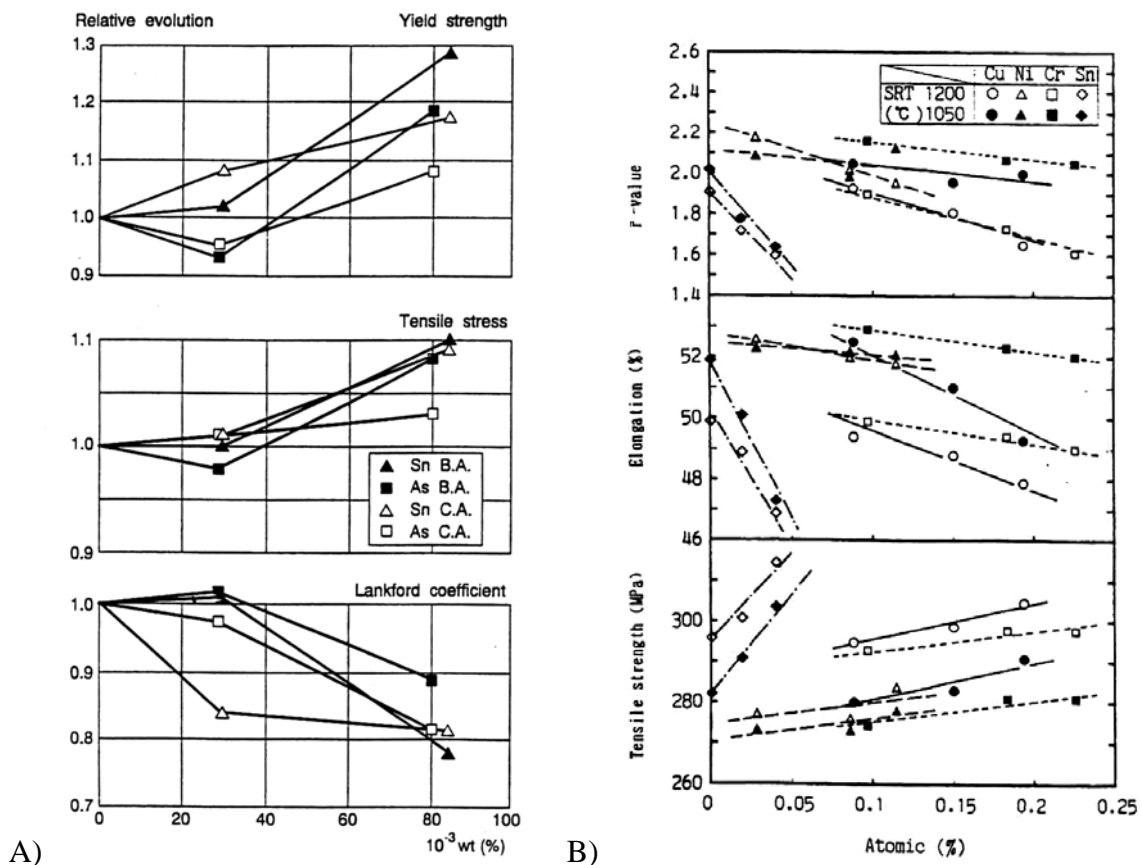 Relative evolution Yield strength
1.3
1.2
1.1
1.0
0.9
Tensile stress
1.1
1.0
0.9
▲ Sn B.A.
■ As B.A.
△ Sn C.A.
□ As C.A.
Lankford coefficient
1.0
0.9
0.8
0.7
0 20 40 60 80 100
10⁻³ wt (%)
A)
2.6
2.4
2.2
2.0
1.8
1.6
1.4
r̄-value
Cu Ni Cr Sn
SRT 1200 ○ △ □ ◇
(°C) 1050 ● ▲ ■ ◆
52
50
48
46
Elongation (%)
300
280
260
Tensile strength (MPa)
0 0.05 0.1 0.15 0.2 0.25
Atomic (%)
B)